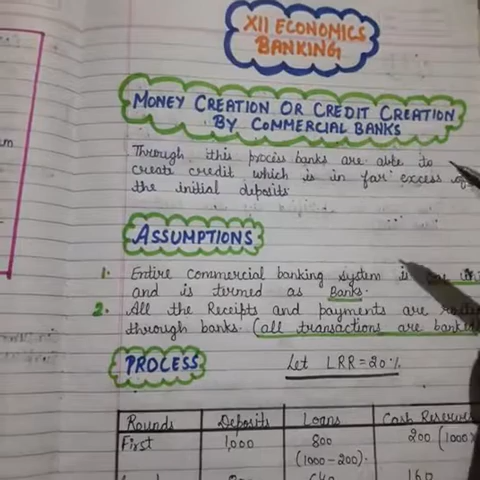 XII ECONOMICS
BANKING
MONEY CREATION OR CREDIT CREATION
BY COMMERCIAL BANKS
Through this process banks are able to
create credit which is in far excess of
the initial deposits
ASSUMPTIONS
1. Entire commercial banking system is
and is termed as Banks.
2. All the Receipts and payments are
through banks. (all transactions are
PROCESS
Let LRR = 20%
Rounds Deposits Loans Cash Reserves
First 1,000 800 200 (1000
(1000-200).
160